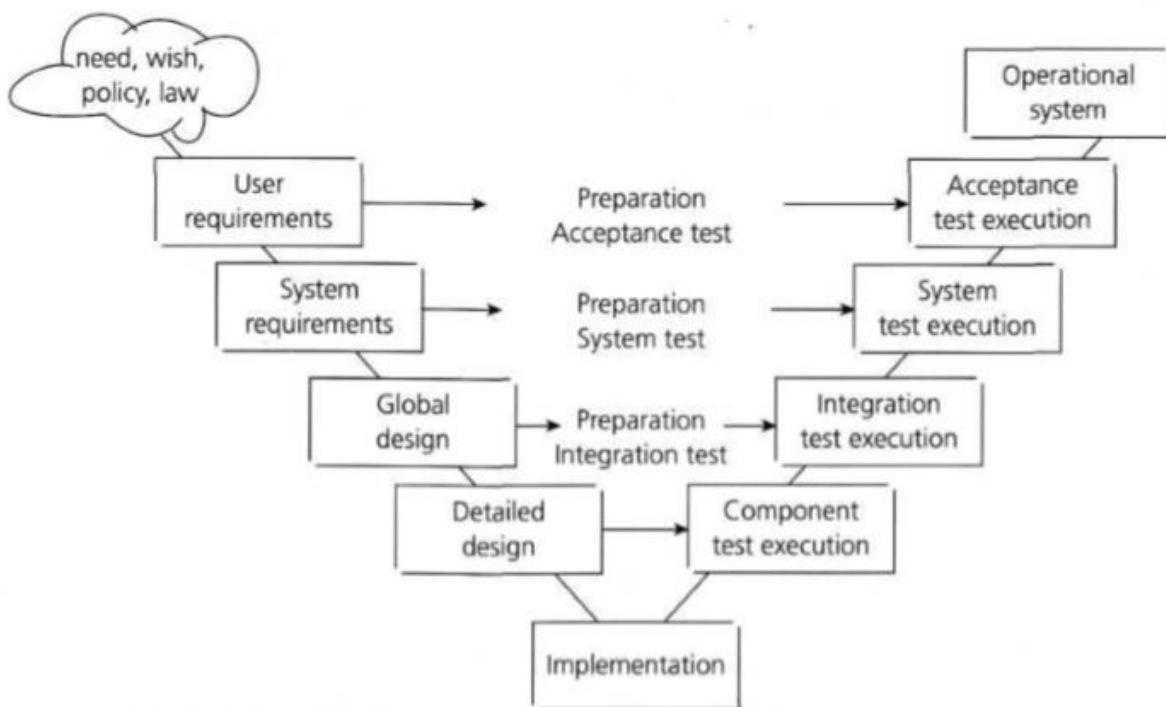 need, wish,
policy, law
Operational
system
User
requirements
Preparation
Acceptance test
Acceptance
test execution
System
requirements
Preparation
System test
System
test execution
Global
design
Preparation
Integration test
Integration
test execution
Detailed
design
Component
test execution
Implementation